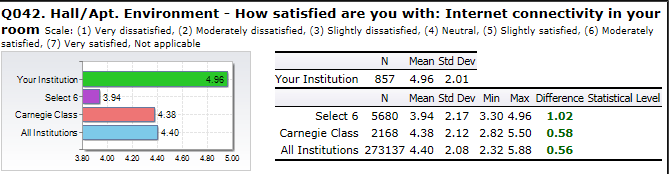 Q042. Hall/Apt. Environment - How satisfied are you with: Internet connectivity in your
room Scale: (1) Very dissatisfied, (2) Moderately dissatisfied, (3) Slightly dissatisfied, (4) Neutral, (5) Slightly satisfied, (6) Moderately
satisfied, (7) Very satisfied, Not applicable
Your Institution 4.96
Select 6 3.94
Carnegie Class 4.38
All Institutions 4.40
3.80 4.00 4.20 4.40 4.60 4.80 5.00
N Mean Std Dev
Your Institution 857 4.96 2.01
N Mean Std Dev Min Max Difference Statistical Level
Select 6 5680 3.94 2.17 3.30 4.96 1.02
Carnegie Class 2168 4.38 2.12 2.82 5.50 0.58
All Institutions 273137 4.40 2.08 2.32 5.88 0.56